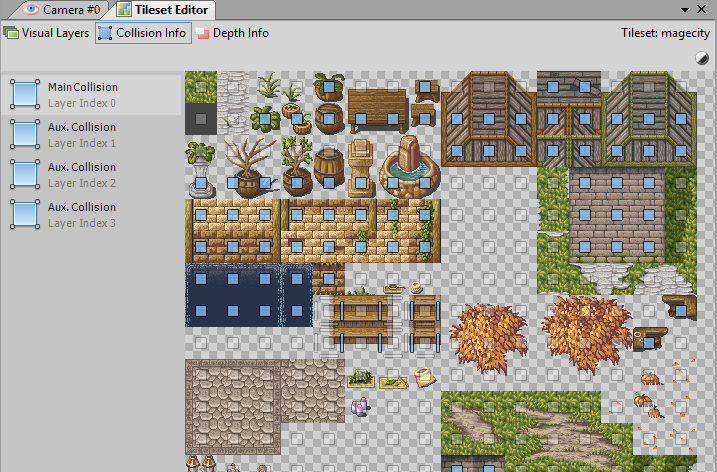 Camera #0
Tileset Editor
Visual Layers
Collision Info
Depth Info
Tileset: magecity
Main Collision
Layer Index 0
Aux. Collision
Layer Index 1
Aux. Collision
Layer Index 2
Aux. Collision
Layer Index 3